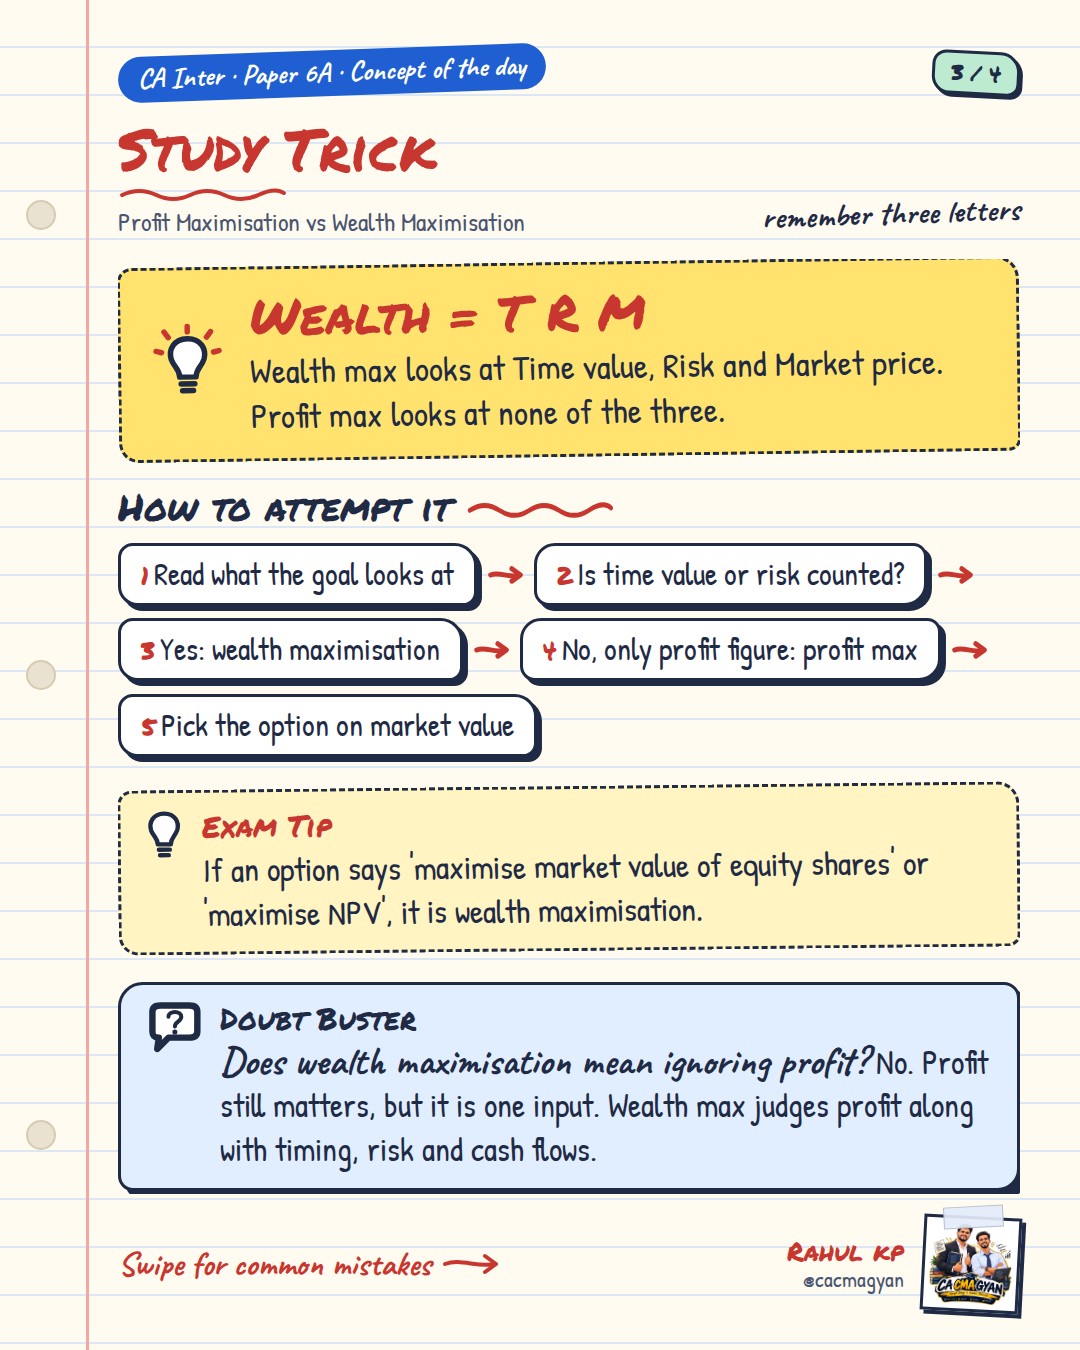 CA Inter · Paper 6A · Concept of the day
3 / 4
Study Trick
Profit Maximisation vs Wealth Maximisation
remember three letters
Wealth = T R M
Wealth max looks at Time value, Risk and Market price.
Profit max looks at none of the three.
How to attempt it
1 Read what the goal looks at
2 Is time value or risk counted?
3 Yes: wealth maximisation
4 No, only profit figure: profit max
5 Pick the option on market value
Exam Tip
If an option says 'maximise market value of equity shares' or
'maximise NPV', it is wealth maximisation.
?
Doubt Buster
Does wealth maximisation mean ignoring profit? No. Profit
still matters, but it is one input. Wealth max judges profit along
with timing, risk and cash flows.
Swipe for common mistakes
Rahul KP
@cacmagyan
CA CMA GYAN